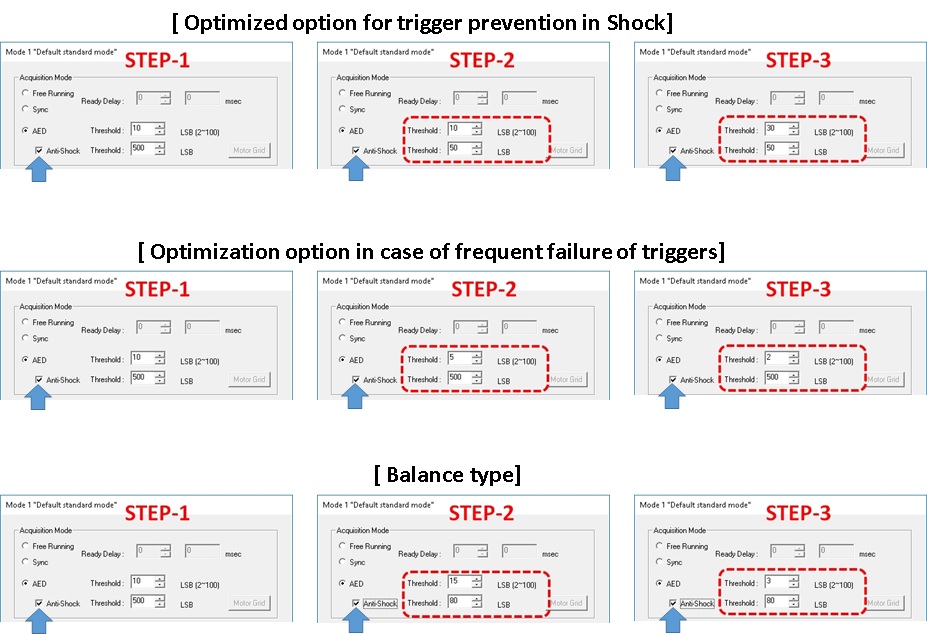 [ Optimized option for trigger prevention in Shock]
Mode 1 "Default standard mode"
STEP-1
Acquisition Mode
Free Running
Ready Delay : 0 0 msec
Sync
AED Threshold : 10 LSB (2~100)
Anti-Shock Threshold : 500 LSB Motor Grid
Mode 1 "Default standard mode"
STEP-2
Acquisition Mode
Free Running
Ready Delay : 0 0 msec
Sync
AED Threshold : 10 LSB (2~100)
Anti-Shock Threshold : 50 LSB Motor Grid
Mode 1 "Default standard mode"
STEP-3
Acquisition Mode
Free Running
Ready Delay : 0 0 msec
Sync
AED Threshold : 30 LSB (2~100)
Anti-Shock Threshold : 50 LSB Motor Grid
[ Optimization option in case of frequent failure of triggers]
Mode 1 "Default standard mode"
STEP-1
Acquisition Mode
Free Running
Ready Delay : 0 0 msec
Sync
AED Threshold : 10 LSB (2~100)
Anti-Shock Threshold : 500 LSB Motor Grid
Mode 1 "Default standard mode"
STEP-2
Acquisition Mode
Free Running
Ready Delay : 0 0 msec
Sync
AED Threshold : 5 LSB (2~100)
Anti-Shock Threshold : 500 LSB Motor Grid
Mode 1 "Default standard mode"
STEP-3
Acquisition Mode
Free Running
Ready Delay : 0 0 msec
Sync
AED Threshold : 2 LSB (2~100)
Anti-Shock Threshold : 500 LSB Motor Grid
[ Balance type]
Mode 1 "Default standard mode"
STEP-1
Acquisition Mode
Free Running
Ready Delay : 0 0 msec
Sync
AED Threshold : 10 LSB (2~100)
Anti-Shock Threshold : 500 LSB Motor Grid
Mode 1 "Default standard mode"
STEP-2
Acquisition Mode
Free Running
Ready Delay : 0 0 msec
Sync
AED Threshold : 15 LSB (2~100)
Anti-Shock Threshold : 80 LSB Motor Grid
Mode 1 "Default standard mode"
STEP-3
Acquisition Mode
Free Running
Ready Delay : 0 0 msec
Sync
AED Threshold : 3 LSB (2~100)
Anti-Shock Threshold : 80 LSB Motor Grid